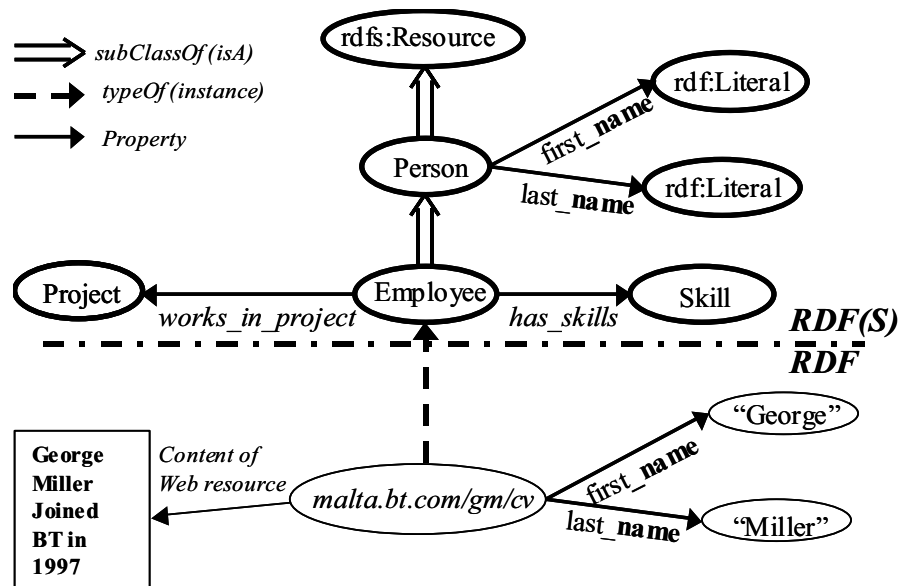 subClassOf(isA)
typeOf(instance)
Property
rdfs:Resource
rdf:Literal
first_name
Person
last_name
rdf:Literal
Project
Employee
Skill
works_in_project
has_skills
RDF(S)
RDF
George
Miller
Joined
BT in
1997
Content of
Web resource
malta.bt.com/gm/cv
first_name
“George”
last_name
“Miller”